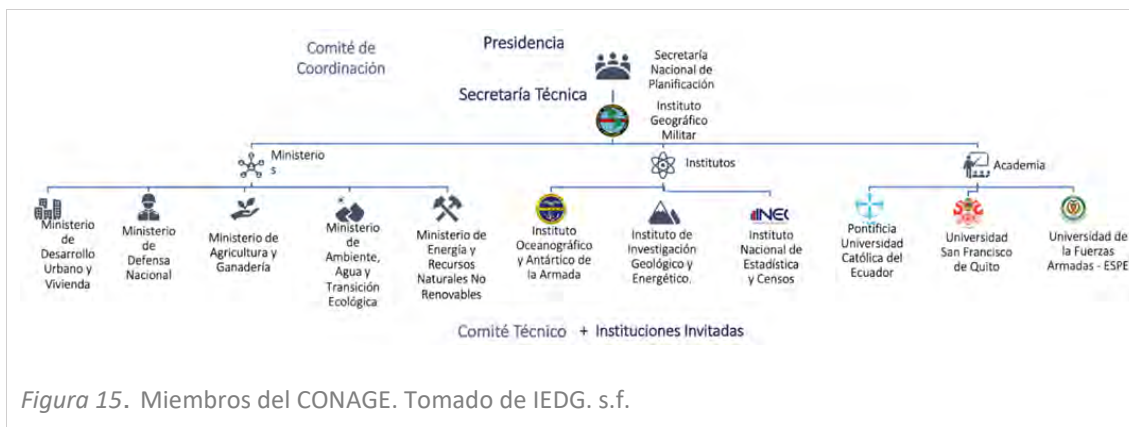 Comité de
Coordinación
Presidencia
Secretaría
Nacional de
Planificación
Secretaría Técnica
Instituto
Geográfico
Militar
Ministerio
s
Institutos
Academia
Ministerio
de
Desarrollo
Urbano y
Vivienda
Ministerio
de
Defensa
Nacional
Ministerio de
Agricultura y
Ganadería
Ministerio
de
Ambiente,
Agua y
Transición
Ecológica
Ministerio de
Energía y
Recursos
Naturales No
Renovables
Instituto
Oceanográfico
y Antártico de
la Armada
Instituto de
Investigación
Geológico y
Energético.
INEC
Instituto
Nacional de
Estadística
y Censos
Pontificia
Universidad
Católica del
Ecuador
Universidad
San Francisco
de Quito
Universidad de
la Fuerzas
Armadas - ESPE
Comité Técnico + Instituciones Invitadas
Figura 15. Miembros del CONAGE. Tomado de IEDG. s.f.